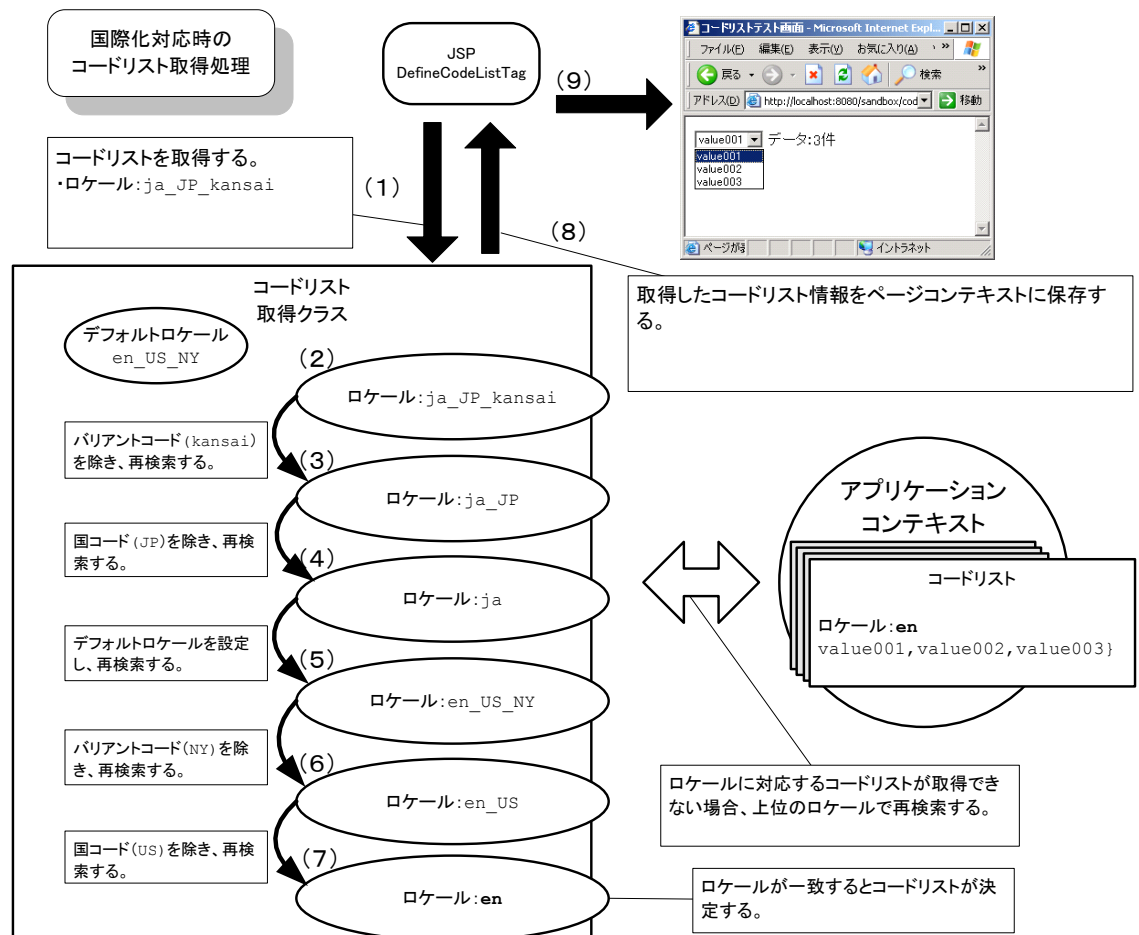 国際化対応時の
コードリスト取得処理
JSP
DefineCodeListTag
(9)
コードリストテスト画面 - Microsoft Internet Expl...
ファイル(F) 編集(E) 表示(V) お気に入り(A) »
戻る 検索 »
アドレス(D) http://localhost:8080/sandbox/cod 移動
value001 データ:3件
value001
value002
value003
イントラネット
コードリストを取得する。
・ロケール:ja_JP_kansai
(1)
(8)
取得したコードリスト情報をページコンテキストに保存す
る。
コードリスト
取得クラス
デフォルトロケール
en_US_NY
(2)
ロケール:ja_JP_kansai
バリアントコード(kansai)
を除き、再検索する。
(3)
ロケール:ja_JP
国コード(JP)を除き、再検
索する。
(4)
ロケール:ja
デフォルトロケールを設定
し、再検索する。
(5)
ロケール:en_US_NY
バリアントコード(NY)を除
き、再検索する。
(6)
ロケール:en_US
国コード(US)を除き、再検
索する。
(7)
ロケール:en
アプリケーション
コンテキスト
コードリスト
ロケール:en
value001,value002,value003}
ロケールに対応するコードリストが取得でき
ない場合、上位のロケールで再検索する。
ロケールが一致するとコードリストが決
定する。